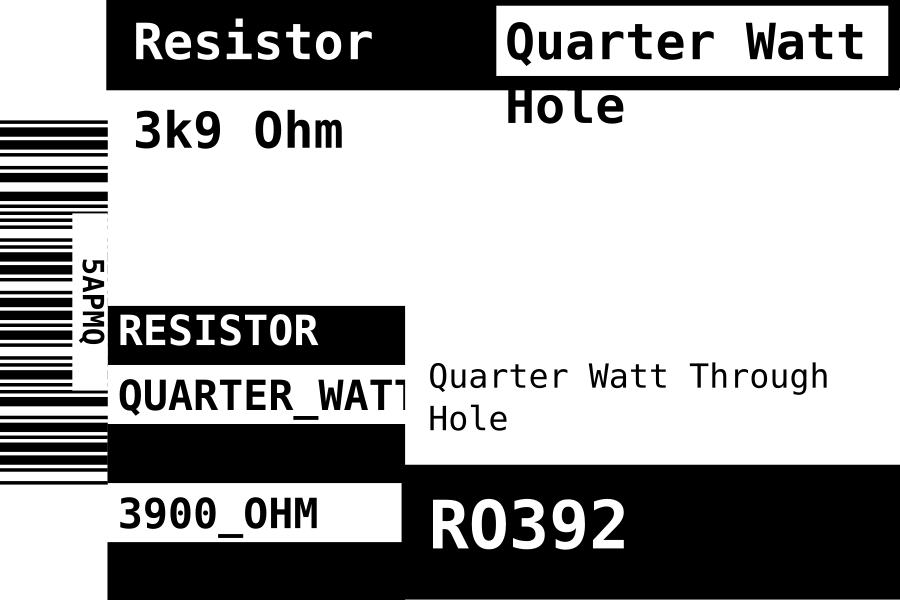 Resistor
Quarter Watt
Hole
3k9 Ohm
5APMQ
RESISTOR
QUARTER_WATT
Quarter Watt Through
Hole
3900_OHM
RO392